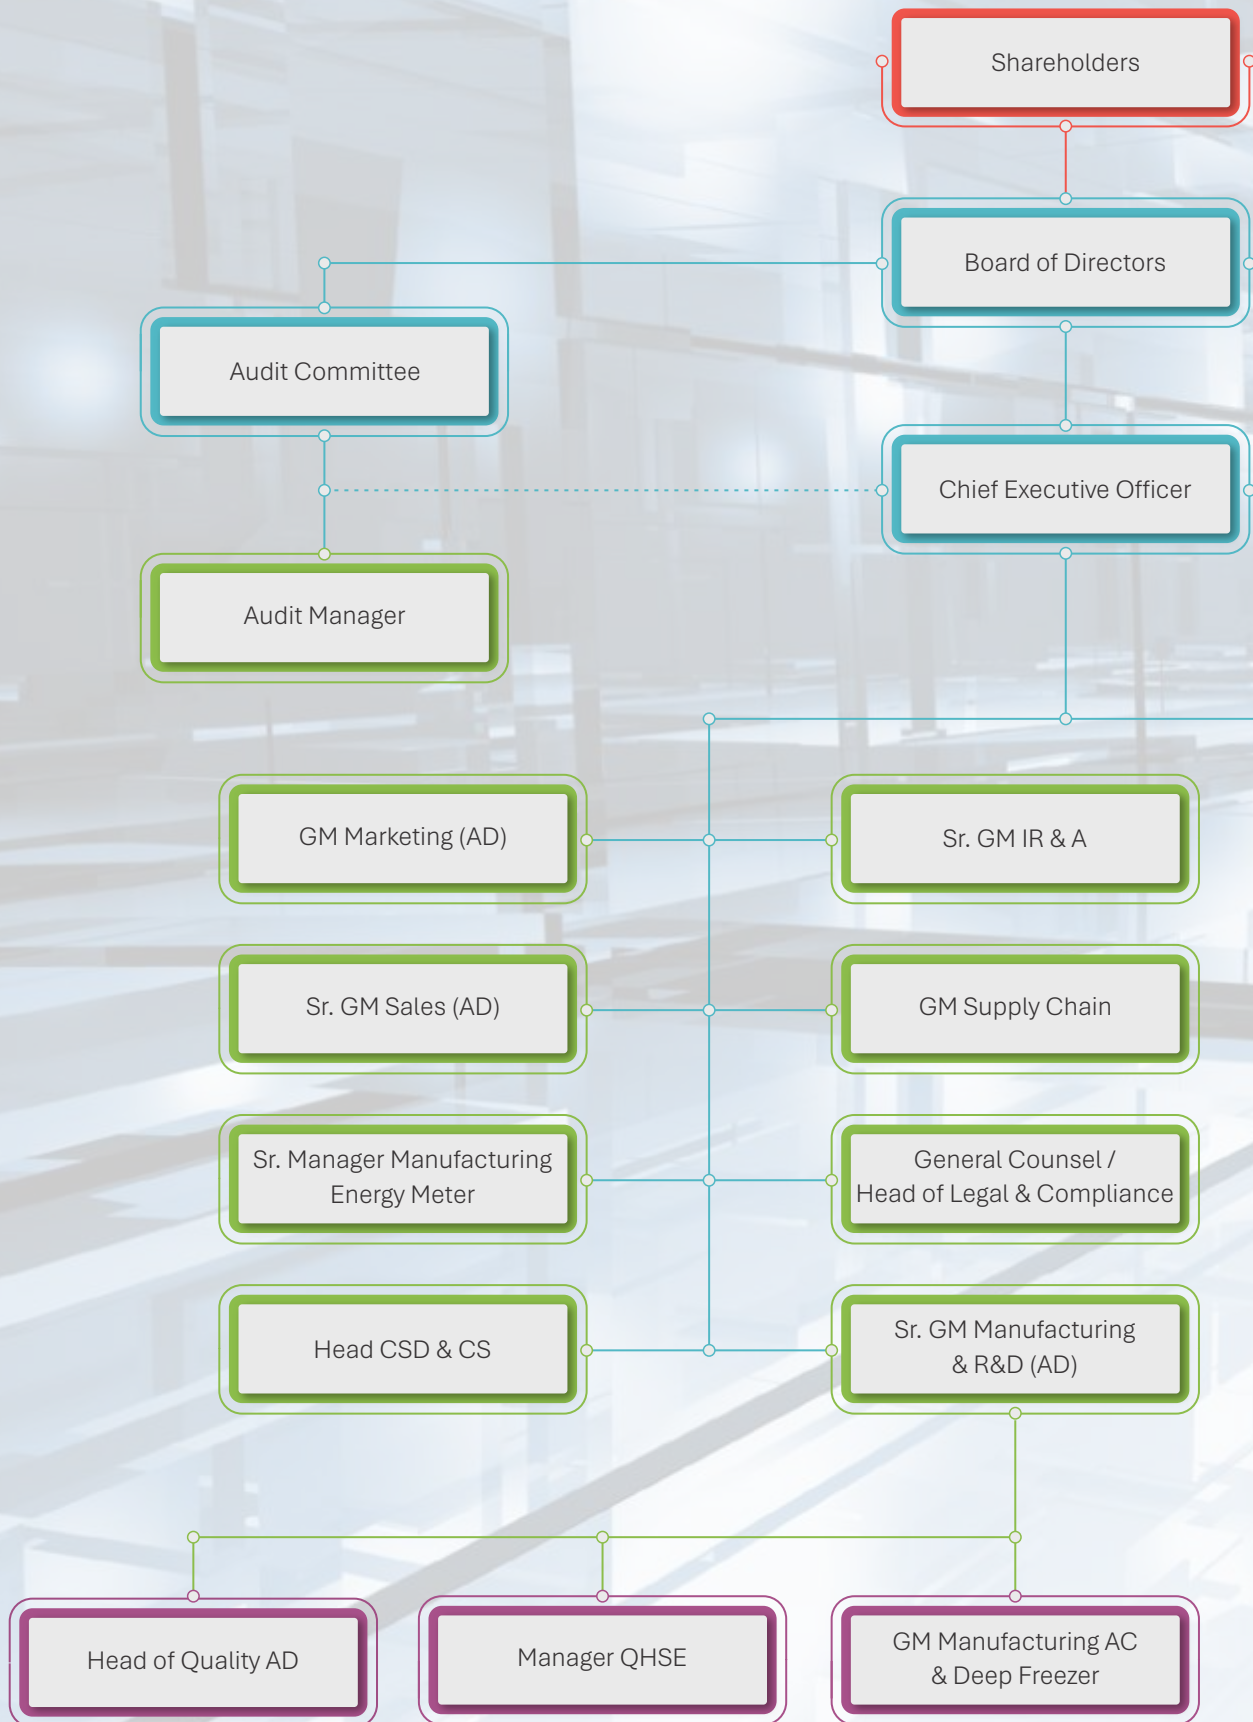 Shareholders
Board of Directors
Audit Committee
Chief Executive Officer
Audit Manager
GM Marketing (AD)
Sr. GM IR & A
Sr. GM Sales (AD)
GM Supply Chain
Sr. Manager Manufacturing
Energy Meter
General Counsel /
Head of Legal & Compliance
Head CSD & CS
Sr. GM Manufacturing
& R&D (AD)
Head of Quality AD
Manager QHSE
GM Manufacturing AC
& Deep Freezer